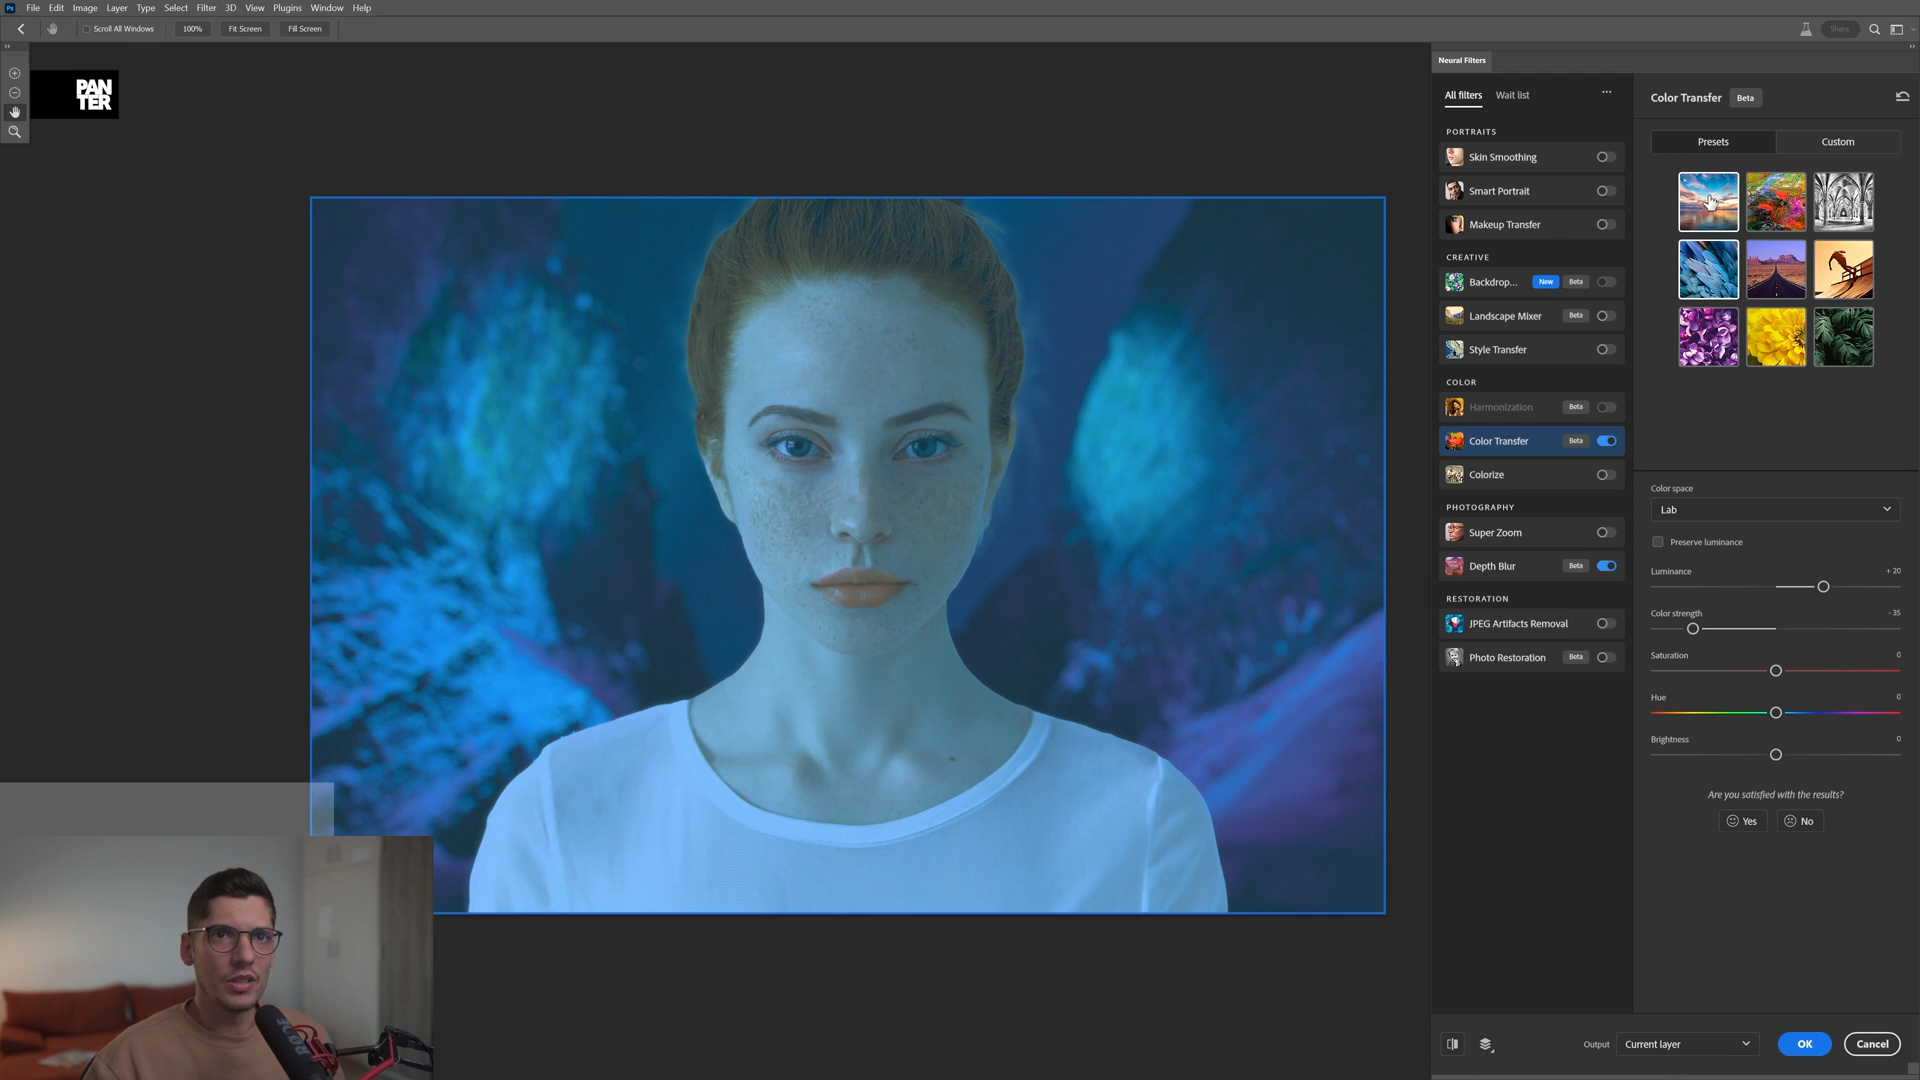 Ps File Edit Image Layer Type Select Filter 3D View Plugins Window Help
Scroll All Windows 100% Fit Screen Fill Screen Share
PAN
TER
Neural Filters
All filters Wait list ...
PORTRAITS
Skin Smoothing
Smart Portrait
Makeup Transfer
CREATIVE
Backdrop... New Beta
Landscape Mixer Beta
Style Transfer
COLOR
Harmonization Beta
Color Transfer Beta
Colorize
PHOTOGRAPHY
Super Zoom
Depth Blur Beta
RESTORATION
JPEG Artifacts Removal
Photo Restoration Beta
Color Transfer Beta
Presets Custom
Color space
Lab
Preserve luminance
Luminance +20
Color strength -35
Saturation 0
Hue 0
Brightness 0
Are you satisfied with the results?
Yes No
Output Current layer OK Cancel
RODE